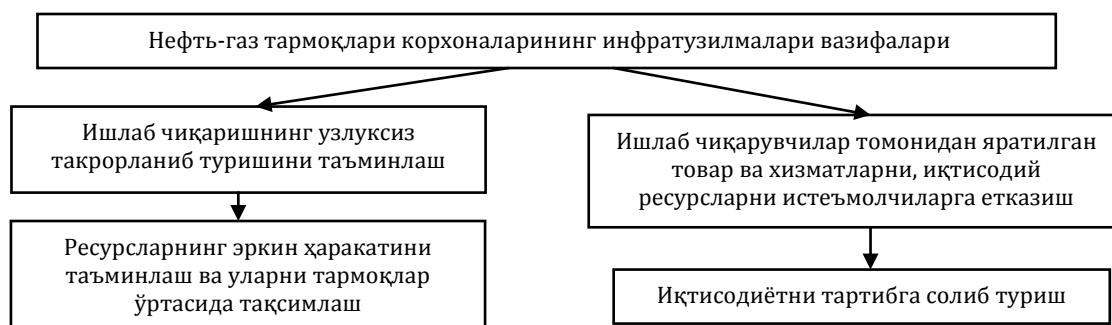 Нефть-газ тармоқлари корхоналарининг инфратузилмалари вазифалари
Ишлаб чиқаришнинг узлуксиз
такрорланиб туришини таъминлаш
Ишлаб чиқарувчилар томонидан яратилган
товар ва хизматларни, иқтисодий
ресурсларни истеъмолчиларга етказиш
Ресурсларнинг эркин ҳаракатини
таъминлаш ва уларни тармоқлар
ўртасида тақсимлаш
Иқтисодиётни тартибга солиб туриш